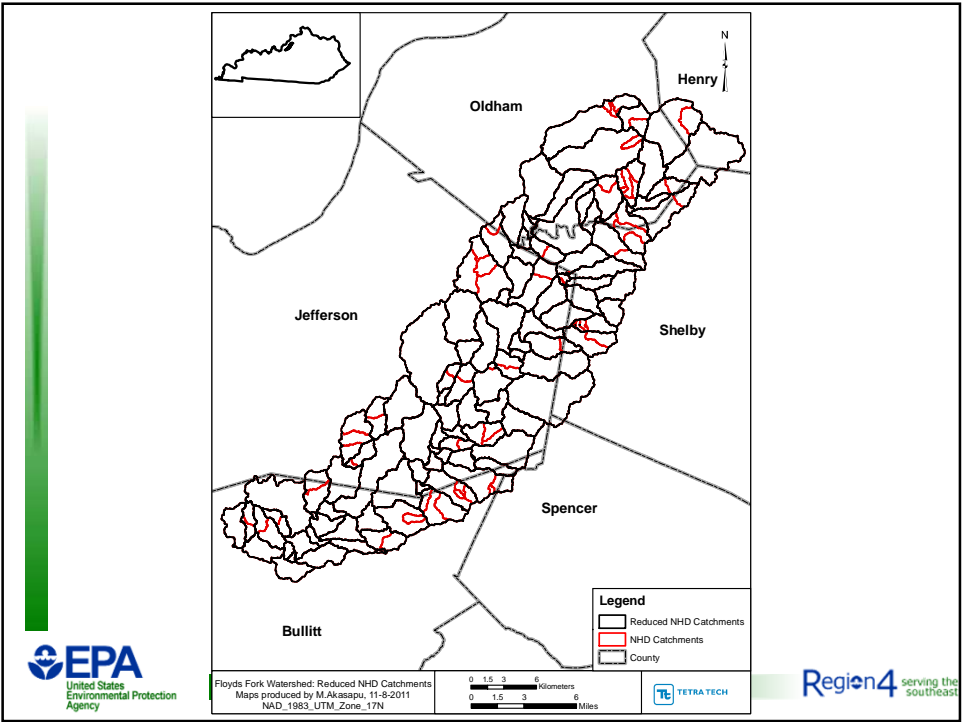 N
Henry
Oldham
Jefferson
Shelby
Spencer
Bullitt
Legend
Reduced NHD Catchments
NHD Catchments
County
Floyds Fork Watershed: Reduced NHD Catchments
Maps produced by M.Akasapu, 11-8-2011
NAD_1983_UTM_Zone_17N
0 1.5 3 6
Kilometers
0 1.5 3 6
Miles
Tt TETRA TECH
EPA
United States
Environmental Protection
Agency
Region4 serving the
southeast